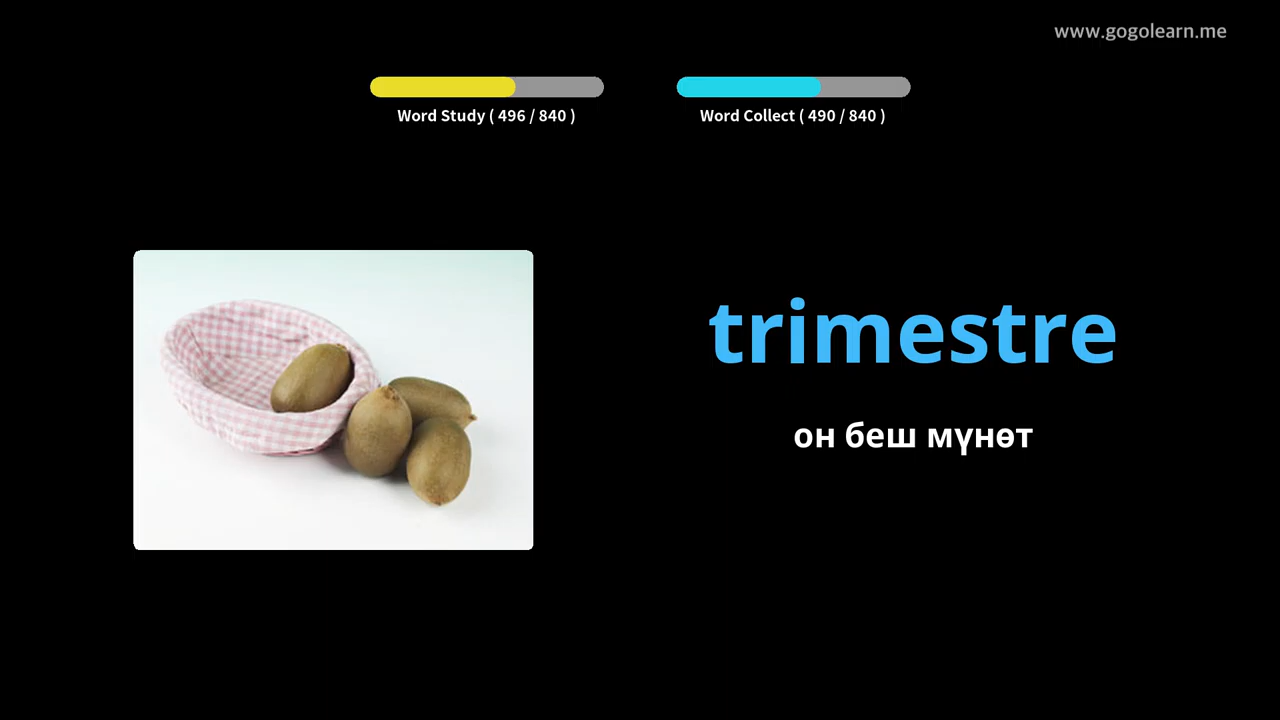 www.gogolearn.me
Word Study ( 496 / 840 )
Word Collect ( 490 / 840 )
trimestre
он беш мүнөт